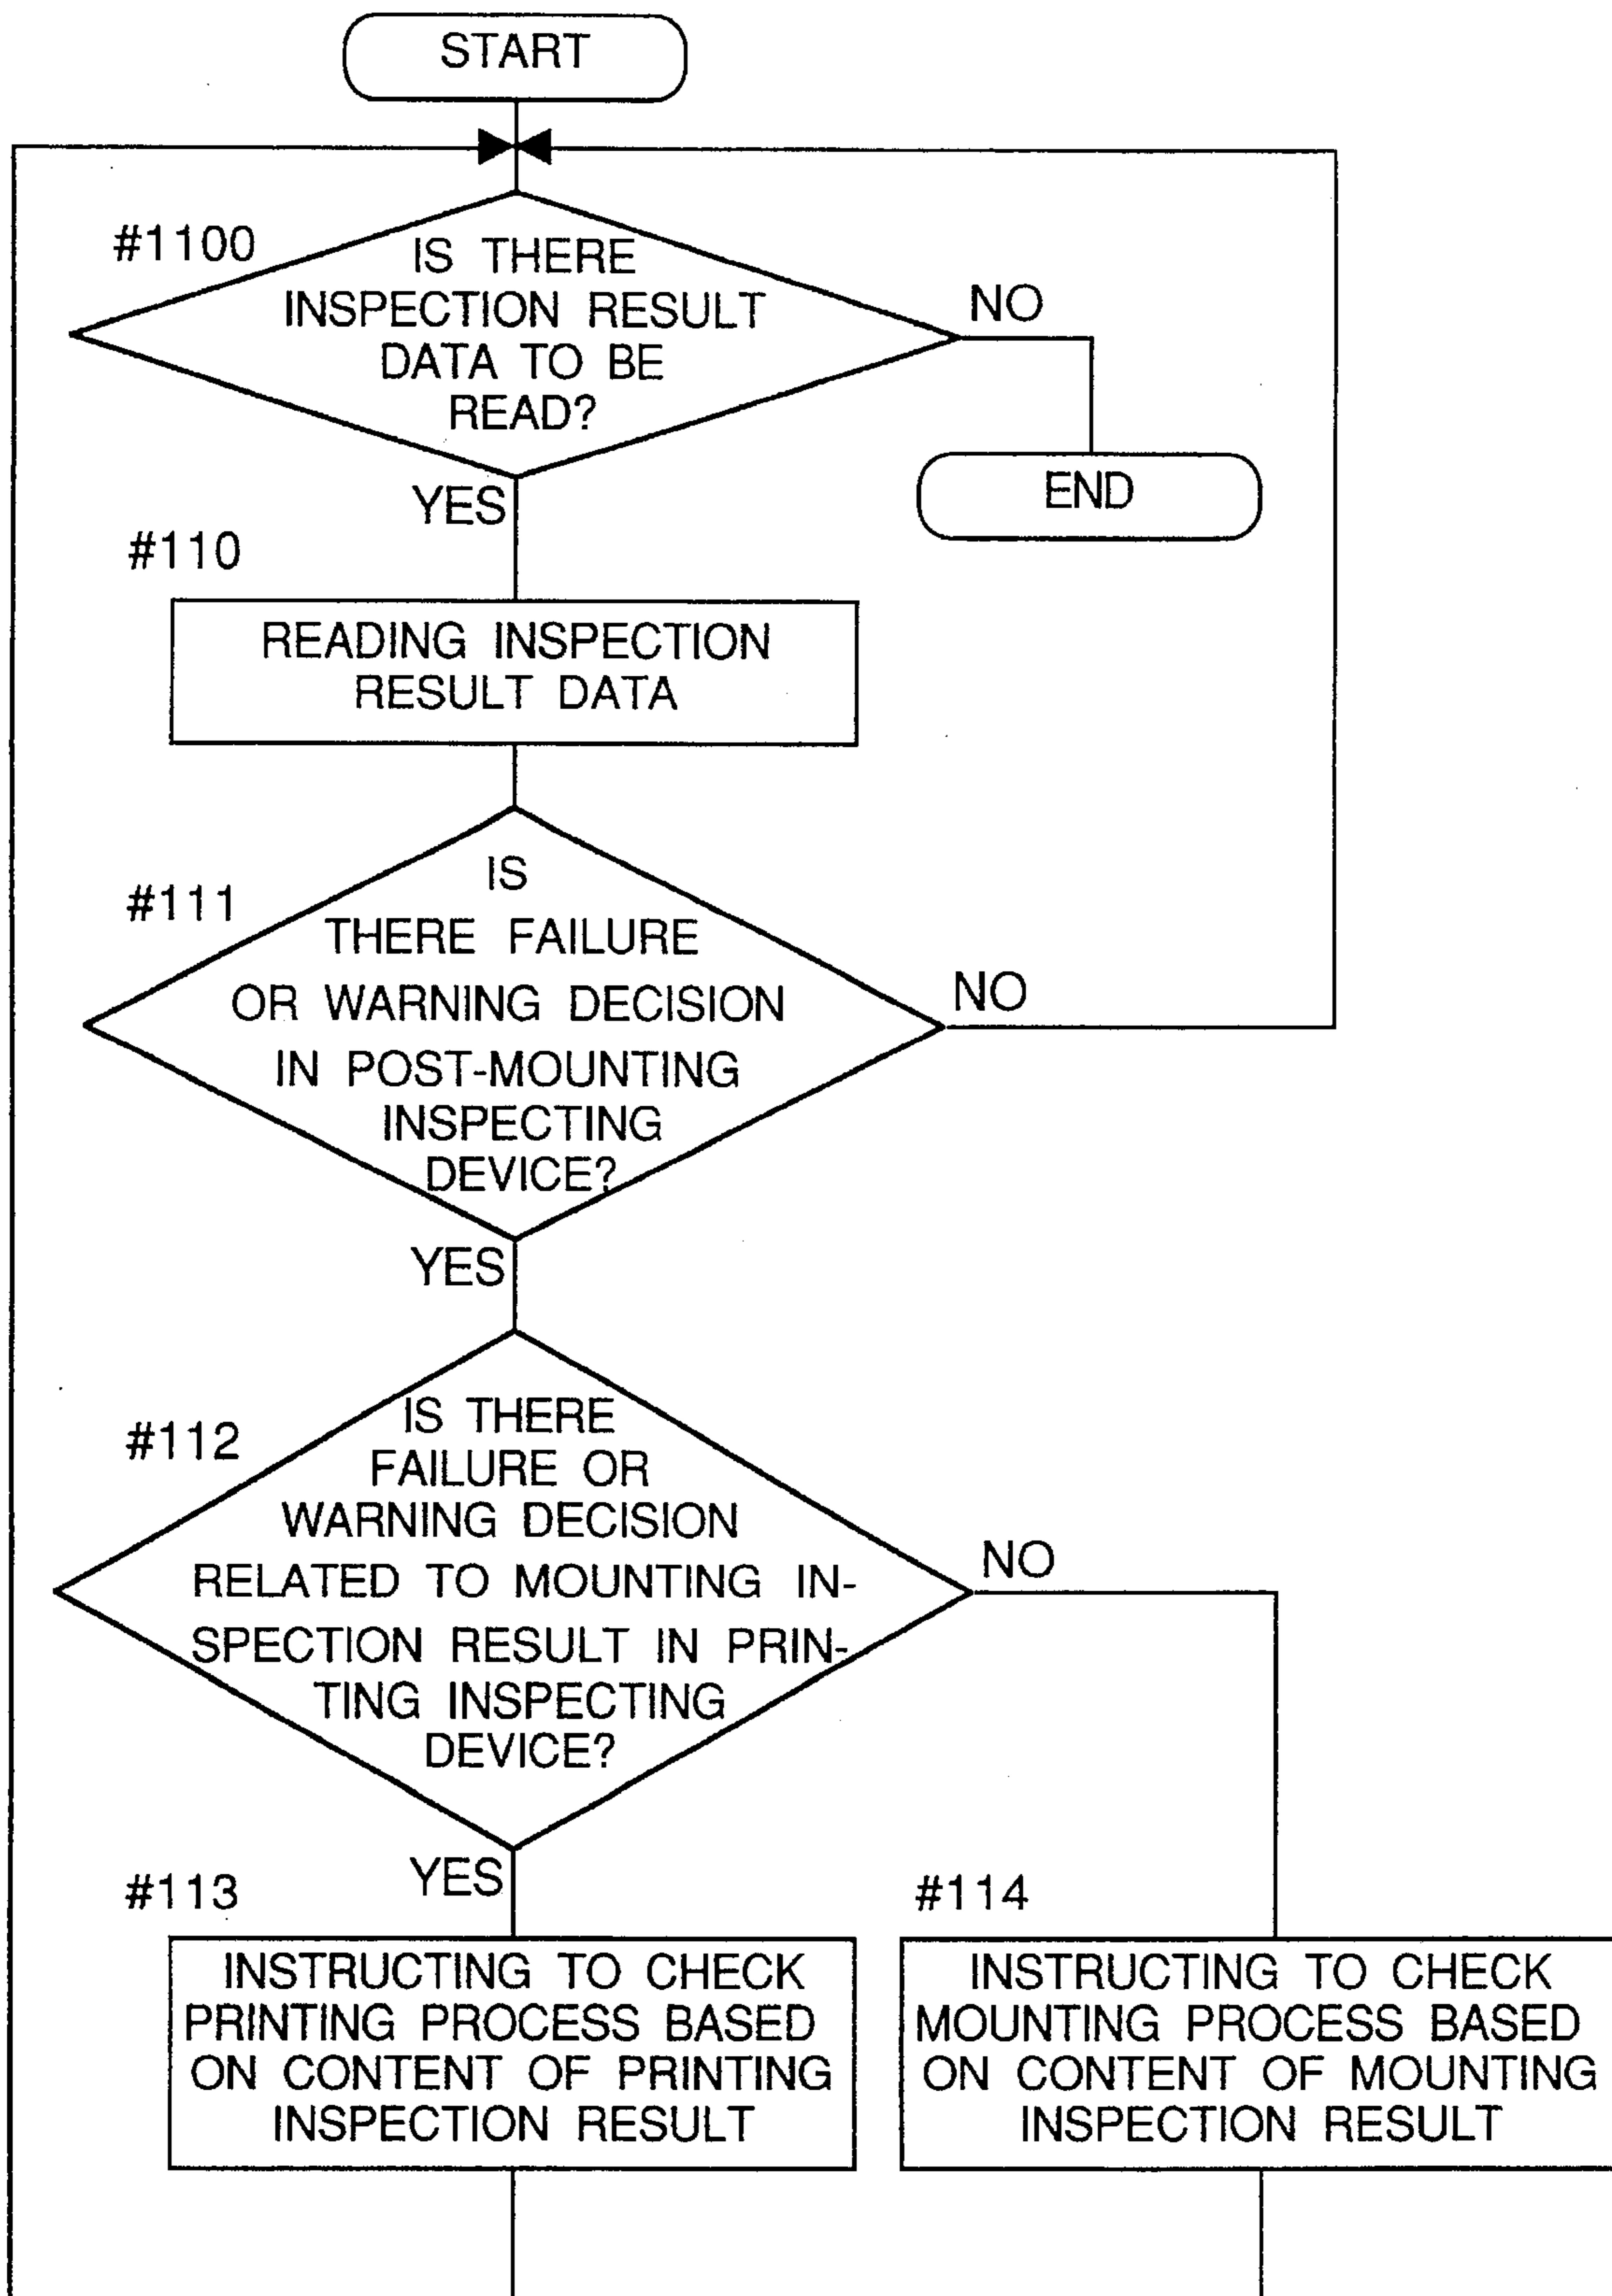 START
#1100
IS THERE
INSPECTION RESULT
DATA TO BE
READ?
NO
END
YES
#110
READING INSPECTION
RESULT DATA
#111
IS
THERE FAILURE
OR WARNING DECISION
IN POST-MOUNTING
INSPECTING
DEVICE?
NO
YES
#112
IS THERE
FAILURE OR
WARNING DECISION
RELATED TO MOUNTING IN-
SPECTION RESULT IN PRIN-
TING INSPECTING
DEVICE?
NO
YES
#113
INSTRUCTING TO CHECK
PRINTING PROCESS BASED
ON CONTENT OF PRINTING
INSPECTION RESULT
#114
INSTRUCTING TO CHECK
MOUNTING PROCESS BASED
ON CONTENT OF MOUNTING
INSPECTION RESULT